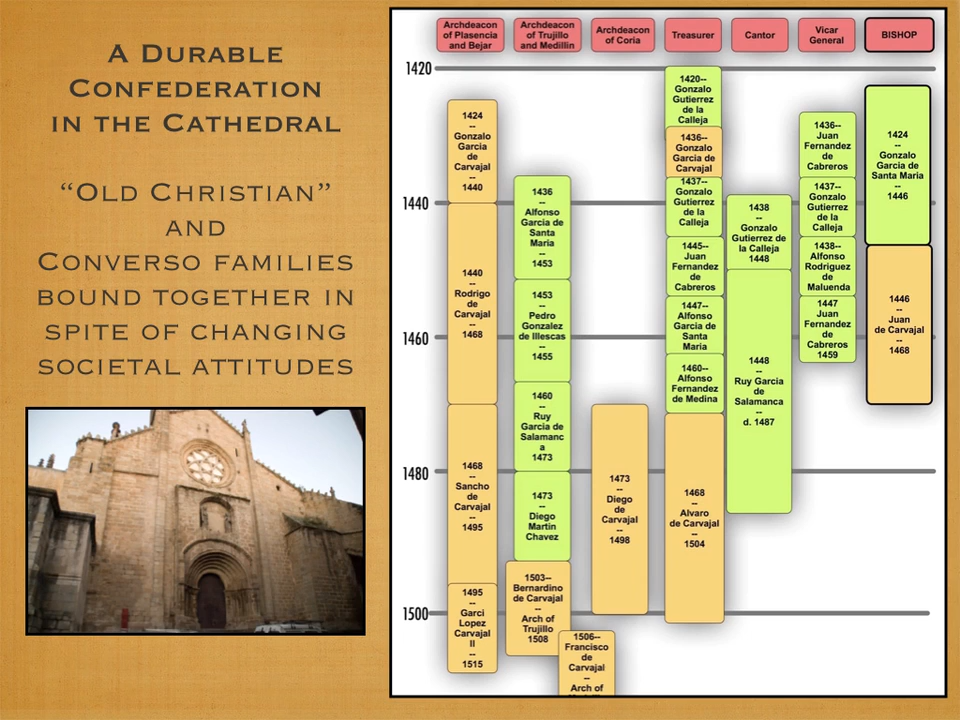 A Durable
Confederation
in the Cathedral
“Old Christian”
and
Converso families
bound together in
spite of changing
societal attitudes
Archdeacon
of Plasencia
and Bejar
Archdeacon
of Trujillo
and Medillin
Archdeacon
of Coria
Treasurer
Cantor
Vicar
General
BISHOP
1420
1440
1460
1480
1500
1424
--
Gonzalo
Garcia
de
Carvajal
--
1440
1440
--
Rodrigo
de
Carvajal
--
1468
1468
--
Sancho
de
Carvajal
--
1495
1495
--
Garci
Lopez
Carvajal
II
--
1515
1436
--
Alfonso
Garcia de
Santa
Maria
--
1453
1453
--
Pedro
Gonzalez
de Illescas
--
1455
1460
--
Ruy
Garcia de
Salamanc
a
1473
1473
--
Diego
Martin
Chavez
1503--
Bernardino
de Carvajal
--
Arch of
Trujillo
1508
1506--
Francisco
de
Carvajal
--
Arch of
1473
--
Diego
de
Carvajal
--
1498
1420--
Gonzalo
Gutierrez
de la
Calleja
1436--
Gonzalo
Garcia de
Carvajal
1437--
Gonzalo
Gutierrez
de la
Calleja
1445--
Juan
Fernandez
de
Cabreros
1447--
Alfonso
Garcia de
Santa
Maria
1460--
Alfonso
Fernandez
de Medina
1468
--
Alvaro
de Carvajal
--
1504
1438
--
Gonzalo
Gutierrez de
la Calleja
1448
1448
--
Ruy Garcia
de
Salamanca
--
d. 1487
1436--
Juan
Fernandez
de
Cabreros
1437--
Gonzalo
Gutierrez
de la
Calleja
1438--
Alfonso
Rodriguez
de
Maluenda
1447
Juan
Fernandez
de
Cabreros
1459
1424
--
Gonzalo
Garcia de
Santa Maria
--
1446
1446
--
Juan
de Carvajal
--
1468